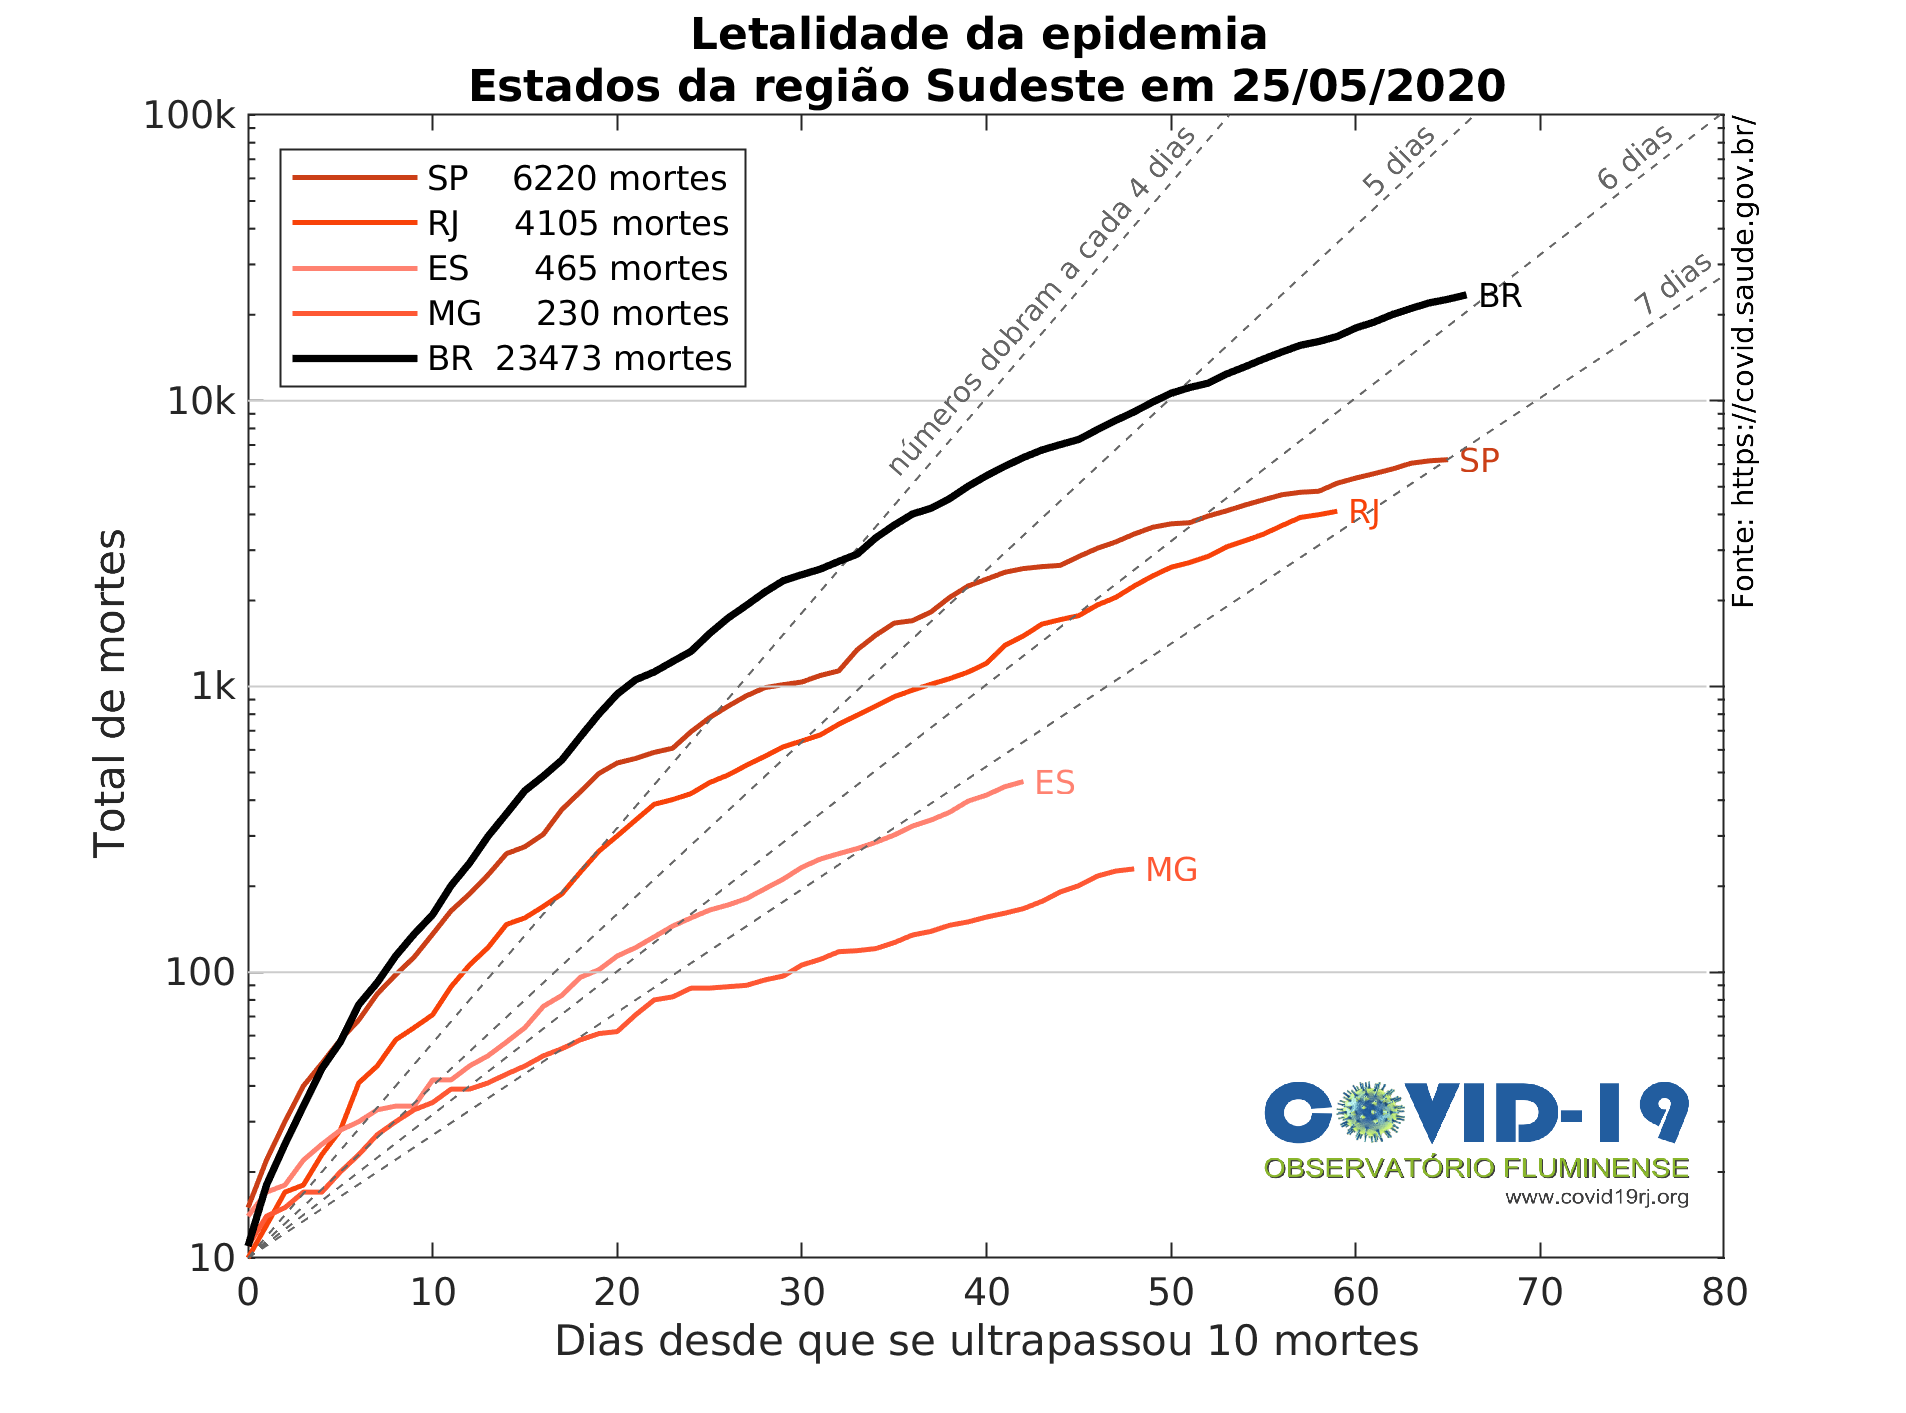 Letalidade da epidemia
Estados da região Sudeste em 25/05/2020
100k
10k
1k
100
10
Total de mortes
SP 6220 mortes
RJ 4105 mortes
ES 465 mortes
MG 230 mortes
BR 23473 mortes
números dobram a cada 4 dias
5 dias
6 dias
7 dias
BR
SP
RJ
ES
MG
Fonte: https://covid.saude.gov.br/
COVID-19
OBSERVATÓRIO FLUMINENSE
www.covid19rj.org
0 10 20 30 40 50 60 70 80
Dias desde que se ultrapassou 10 mortes